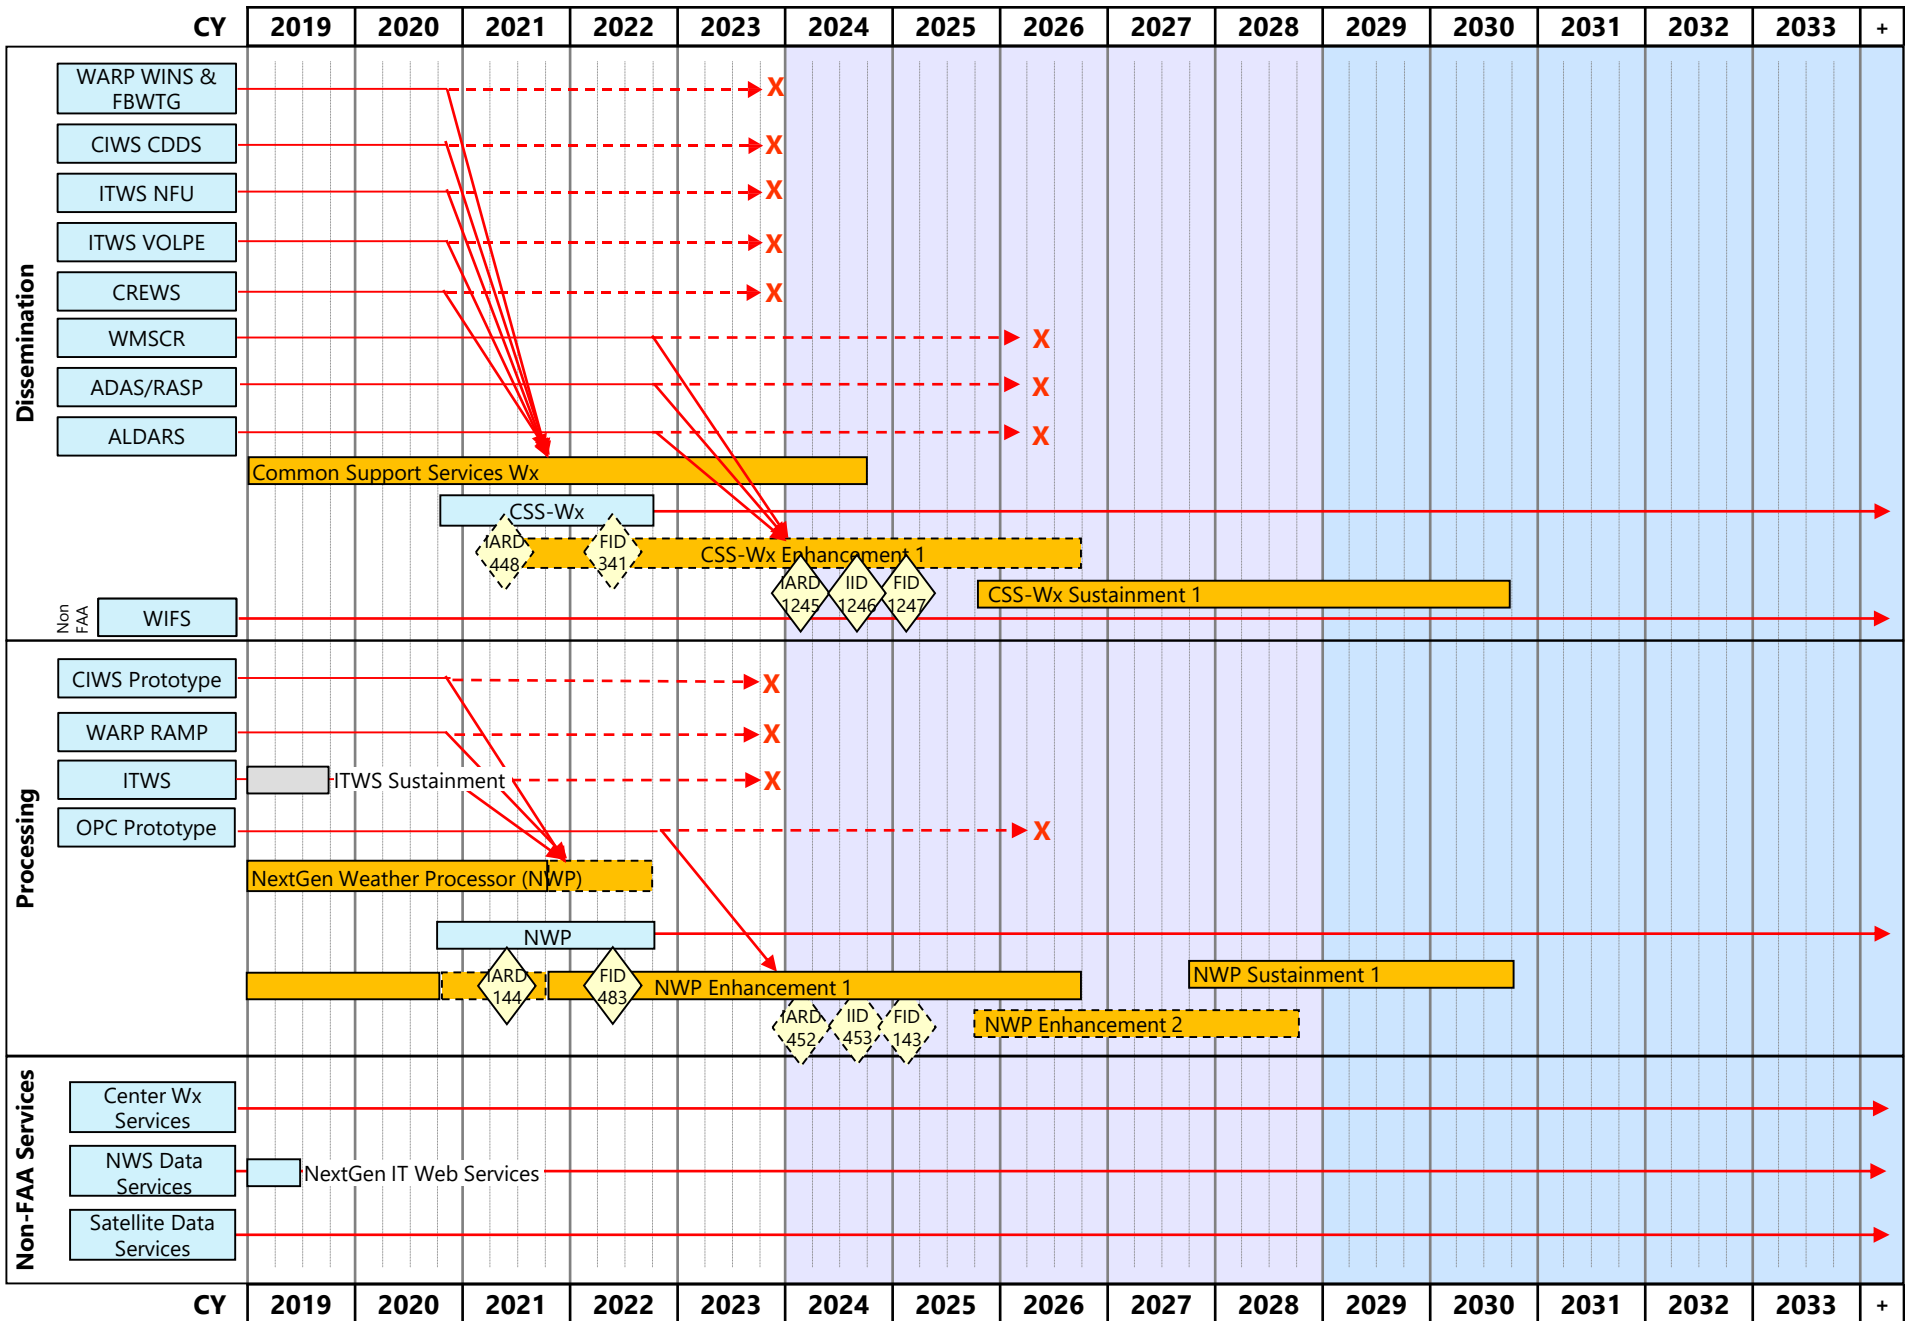 CY 2019 2020 2021 2022 2023 2024 2025 2026 2027 2028 2029 2030 2031 2032 2033 +
Dissemination
WARP WINS &
FBWTG
X
CIWS CDDS
X
ITWS NFU
X
ITWS VOLPE
X
CREWS
X
WMSCR
X
ADAS/RASP
X
ALDARS
X
Common Support Services Wx
CSS-Wx
IARD
448
FID
341
CSS-Wx Enhancement 1
IARD
1245
IID
1246
FID
1247
CSS-Wx Sustainment 1
Non
FAA
WIFS
Processing
CIWS Prototype
X
WARP RAMP
X
ITWS
ITWS Sustainment
X
OPC Prototype
X
NextGen Weather Processor (NWP)
NWP
IARD
144
FID
483
NWP Enhancement 1
NWP Sustainment 1
IARD
452
IID
453
FID
143
NWP Enhancement 2
Non-FAA Services
Center Wx
Services
NWS Data
Services
NextGen IT Web Services
Satellite Data
Services
CY 2019 2020 2021 2022 2023 2024 2025 2026 2027 2028 2029 2030 2031 2032 2033 +